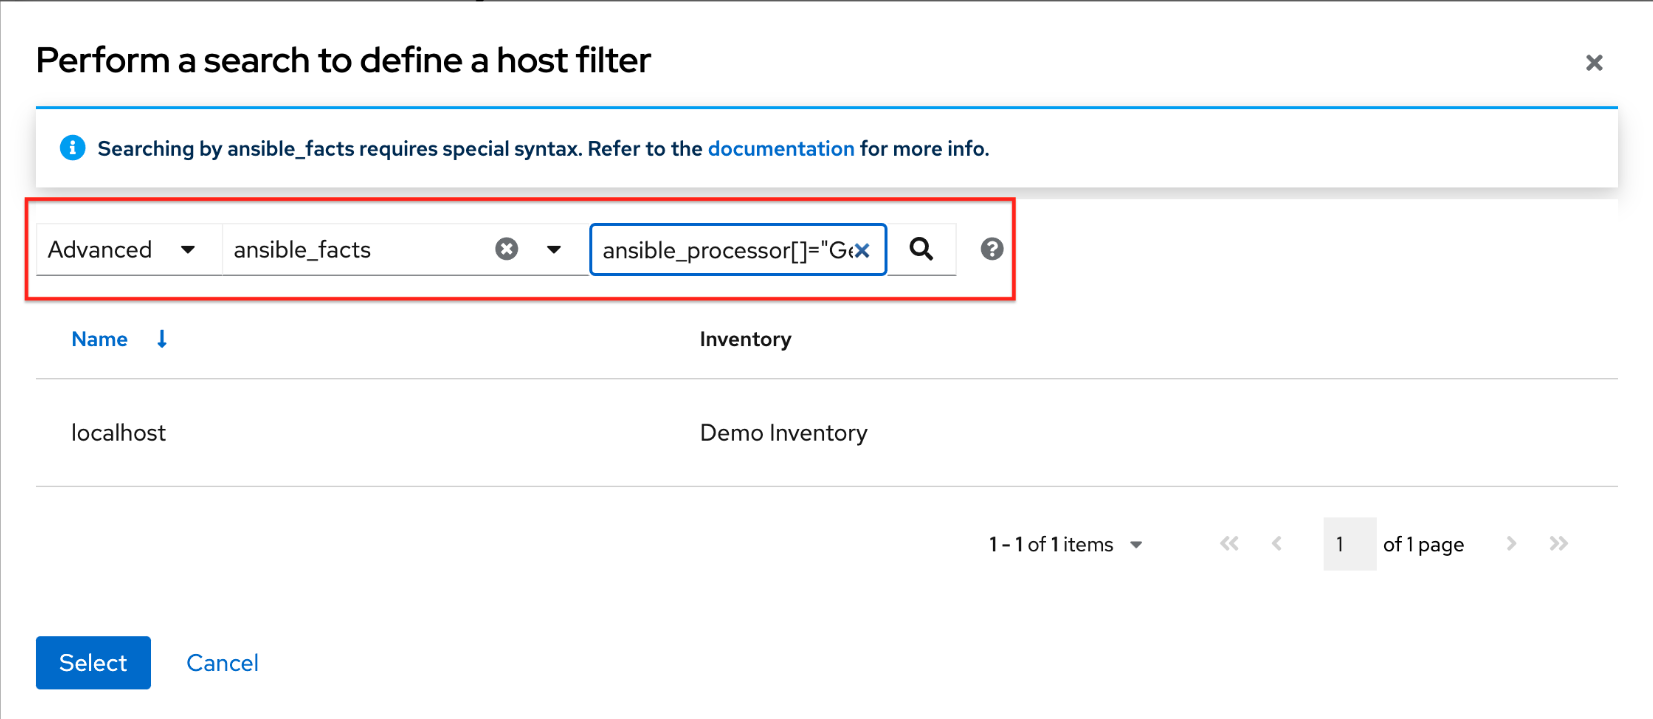 Perform a search to define a host filter
Searching by ansible_facts requires special syntax. Refer to the documentation for more info.
Advanced ansible_facts ansible_processor[]="Ge
Name Inventory
localhost Demo Inventory
1 - 1 of 1 items 1 of 1 page
Select Cancel